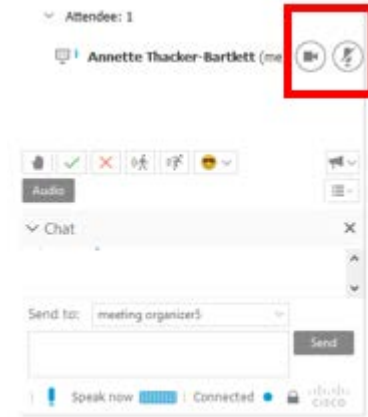 Attendee: 1
Annette Thacker-Bartlett (me
Audio
Chat
Send to: meeting organizer5
Send
Speak now Connected
CISCO